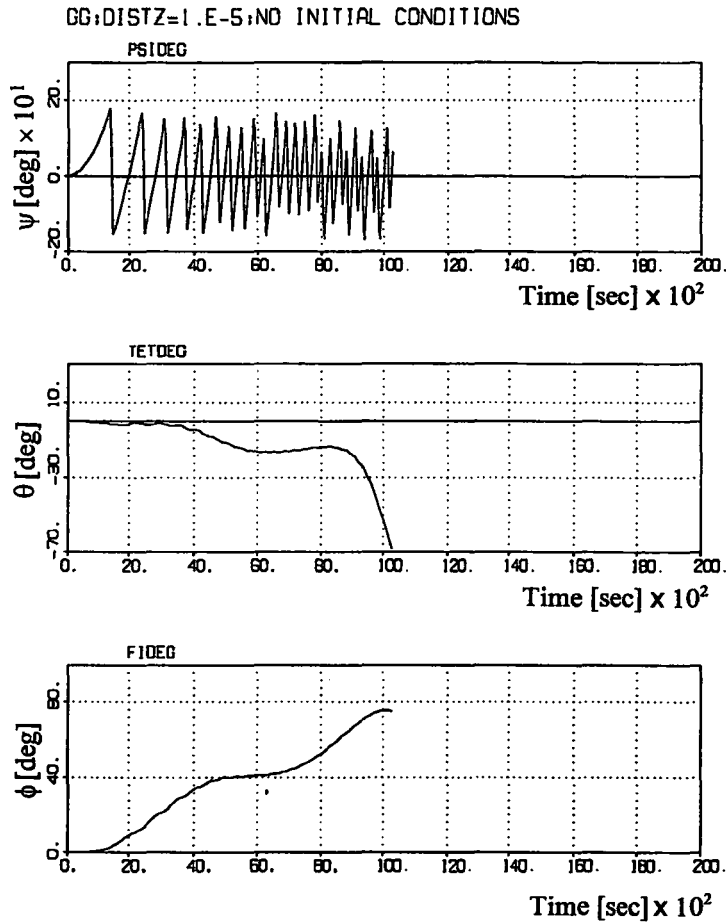 GG;DISTZ=1.E-5;NO INITIAL CONDITIONS
PSIDEG
ψ [deg] × 10¹
20.
0.
-20.
0. 20. 40. 60. 80. 100. 120. 140. 160. 180. 200.
Time [sec] x 10²
TETDEG
θ [deg]
10.
-30.
-70.
0. 20. 40. 60. 80. 100. 120. 140. 160. 180. 200.
Time [sec] x 10²
FIDEG
ϕ [deg]
80.
40.
0.
0. 20. 40. 60. 80. 100. 120. 140. 160. 180. 200.
Time [sec] x 10²